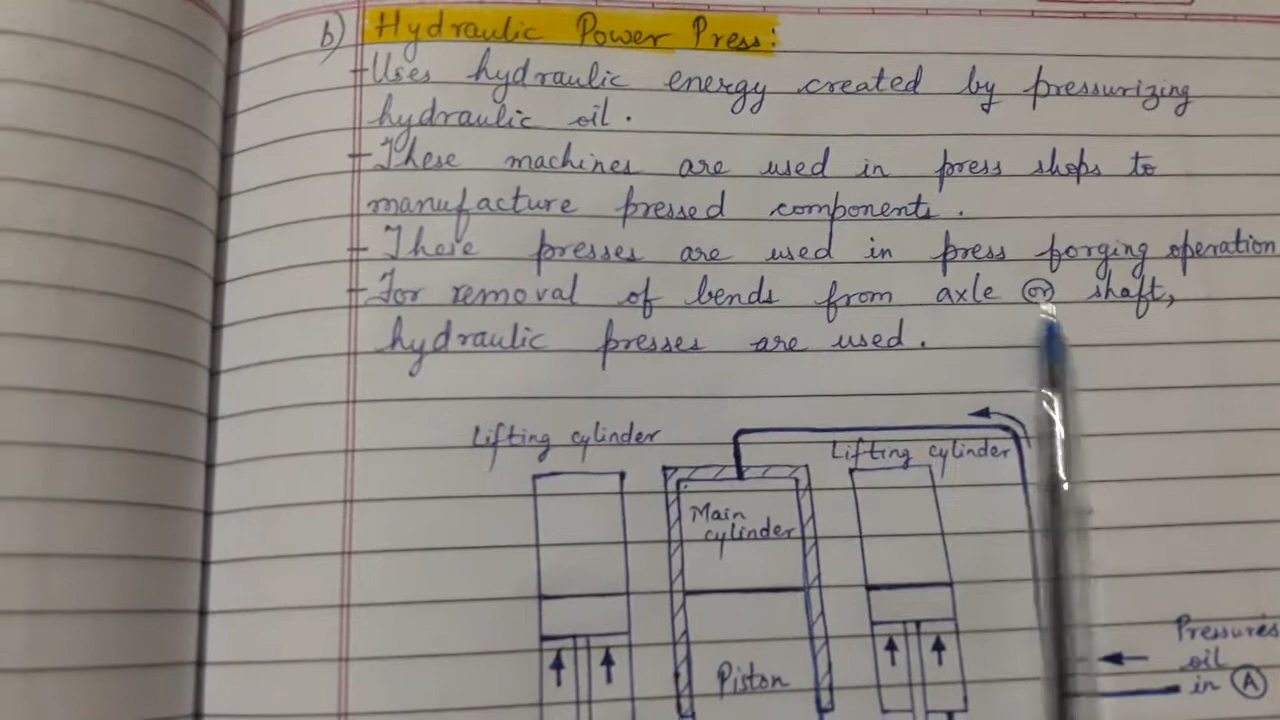 b) Hydraulic Power Press:
- Uses hydraulic energy created by pressurizing
hydraulic oil.
- These machines are used in press shops to
manufacture pressed components.
- These presses are used in press forging operation
- For removal of bends from axle or shaft,
hydraulic presses are used.
Lifting cylinder
Lifting cylinder
Main
cylinder
Piston
Pressures
oil
in A